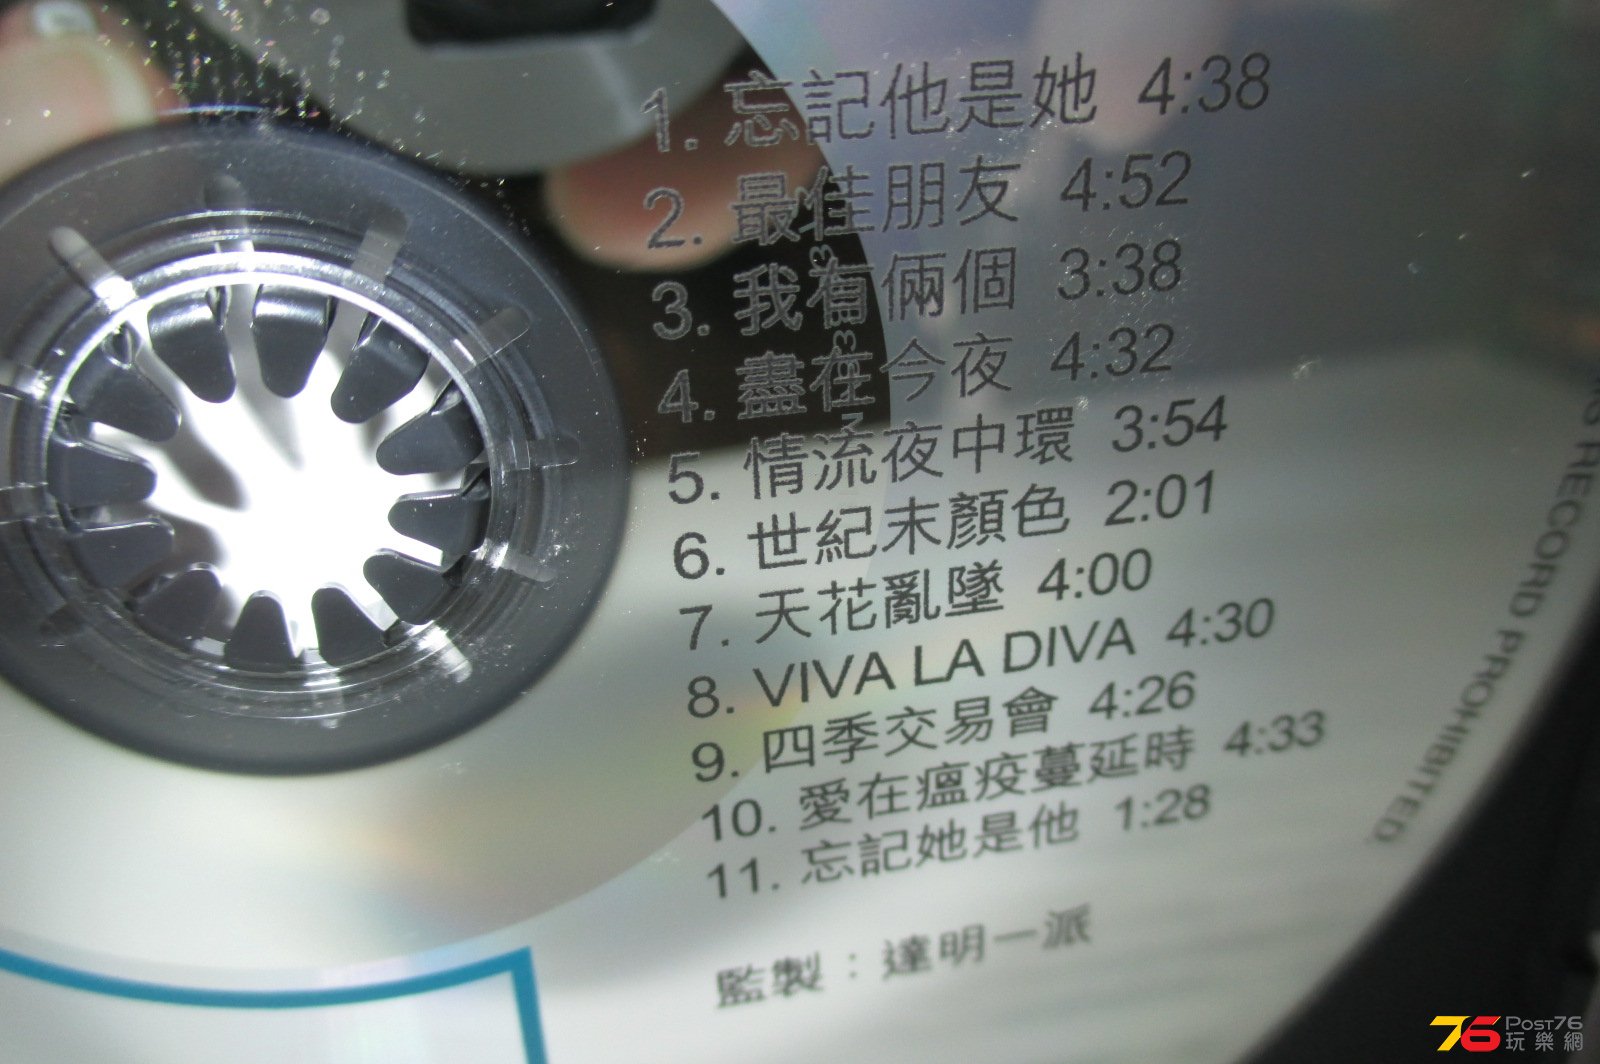 1. 忘記他是她 4:38
2. 最佳朋友 4:52
3. 我有倆個 3:38
4. 盡在今夜 4:32
5. 情流夜中環 3:54
6. 世紀末顏色 2:01
7. 天花亂墜 4:00
8. VIVA LA DIVA 4:30
9. 四季交易會 4:26
10. 愛在瘟疫蔓延時 4:33
11. 忘記她是他 1:28
監製：達明一派
RECORD PROHIBITED.
76 POST76
玩樂網